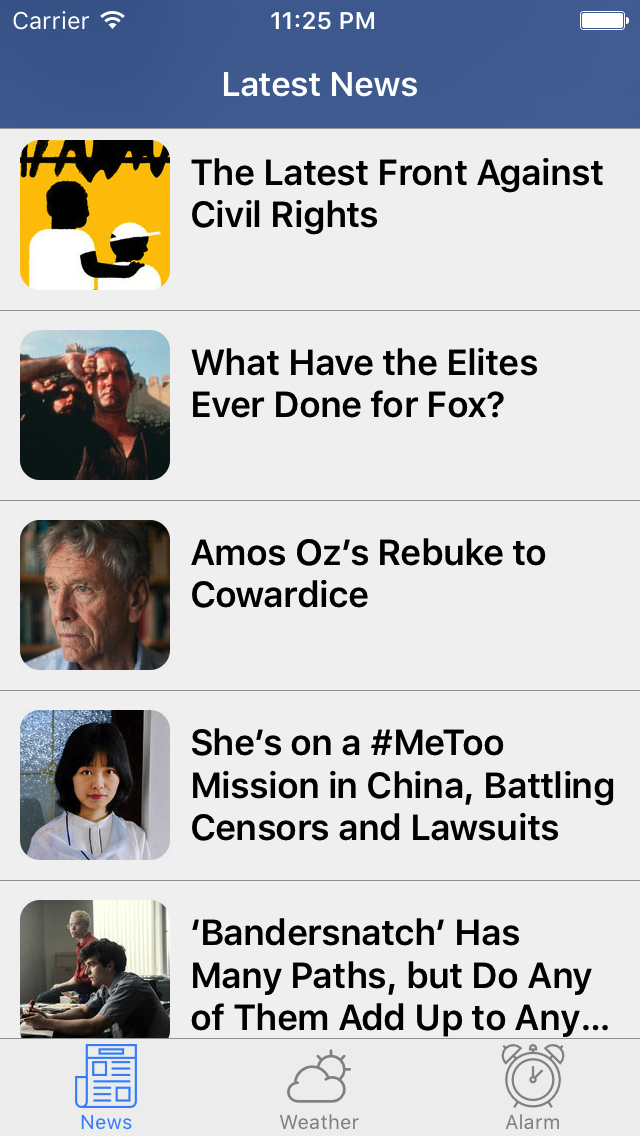 Carrier 11:25 PM
Latest News
The Latest Front Against
Civil Rights
What Have the Elites
Ever Done for Fox?
Amos Oz’s Rebuke to
Cowardice
She’s on a #MeToo
Mission in China, Battling
Censors and Lawsuits
‘Bandersnatch’ Has
Many Paths, but Do Any
of Them Add Up to Any...
News Weather Alarm